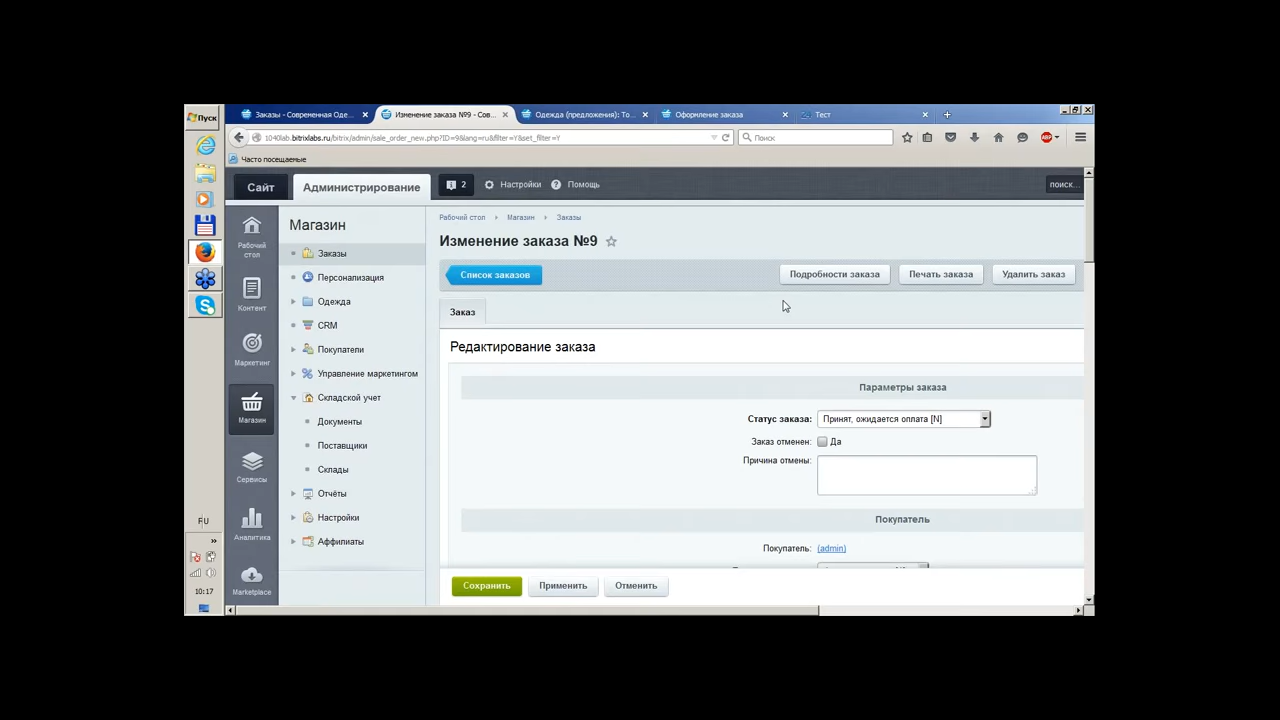 Пуск
Заказы - Современная Оде...
Изменение заказа №9 - Сов...
Одежда (предложения): То...
Оформление заказа
Тест
1040lab.bitrixlabs.ru/bitrix/admin/sale_order_new.php?ID=9&lang=ru&filter=Y&set_filter=Y
Поиск
ABP
Часто посещаемые
Сайт
Администрирование
2
Настройки
Помощь
поиск...
Рабочий стол
Контент
Маркетинг
Магазин
Сервисы
Аналитика
Marketplace
Магазин
Заказы
Персонализация
Одежда
CRM
Покупатели
Управление маркетингом
Складской учет
Документы
Поставщики
Склады
Отчёты
Настройки
Аффилиаты
Рабочий стол
Магазин
Заказы
Изменение заказа №9
Список заказов
Подробности заказа
Печать заказа
Удалить заказ
Заказ
Редактирование заказа
Параметры заказа
Статус заказа: Принят, ожидается оплата [N]
Заказ отменен: Да
Причина отмены:
Покупатель
Покупатель: (admin)
Сохранить
Применить
Отменить
RU
10:17